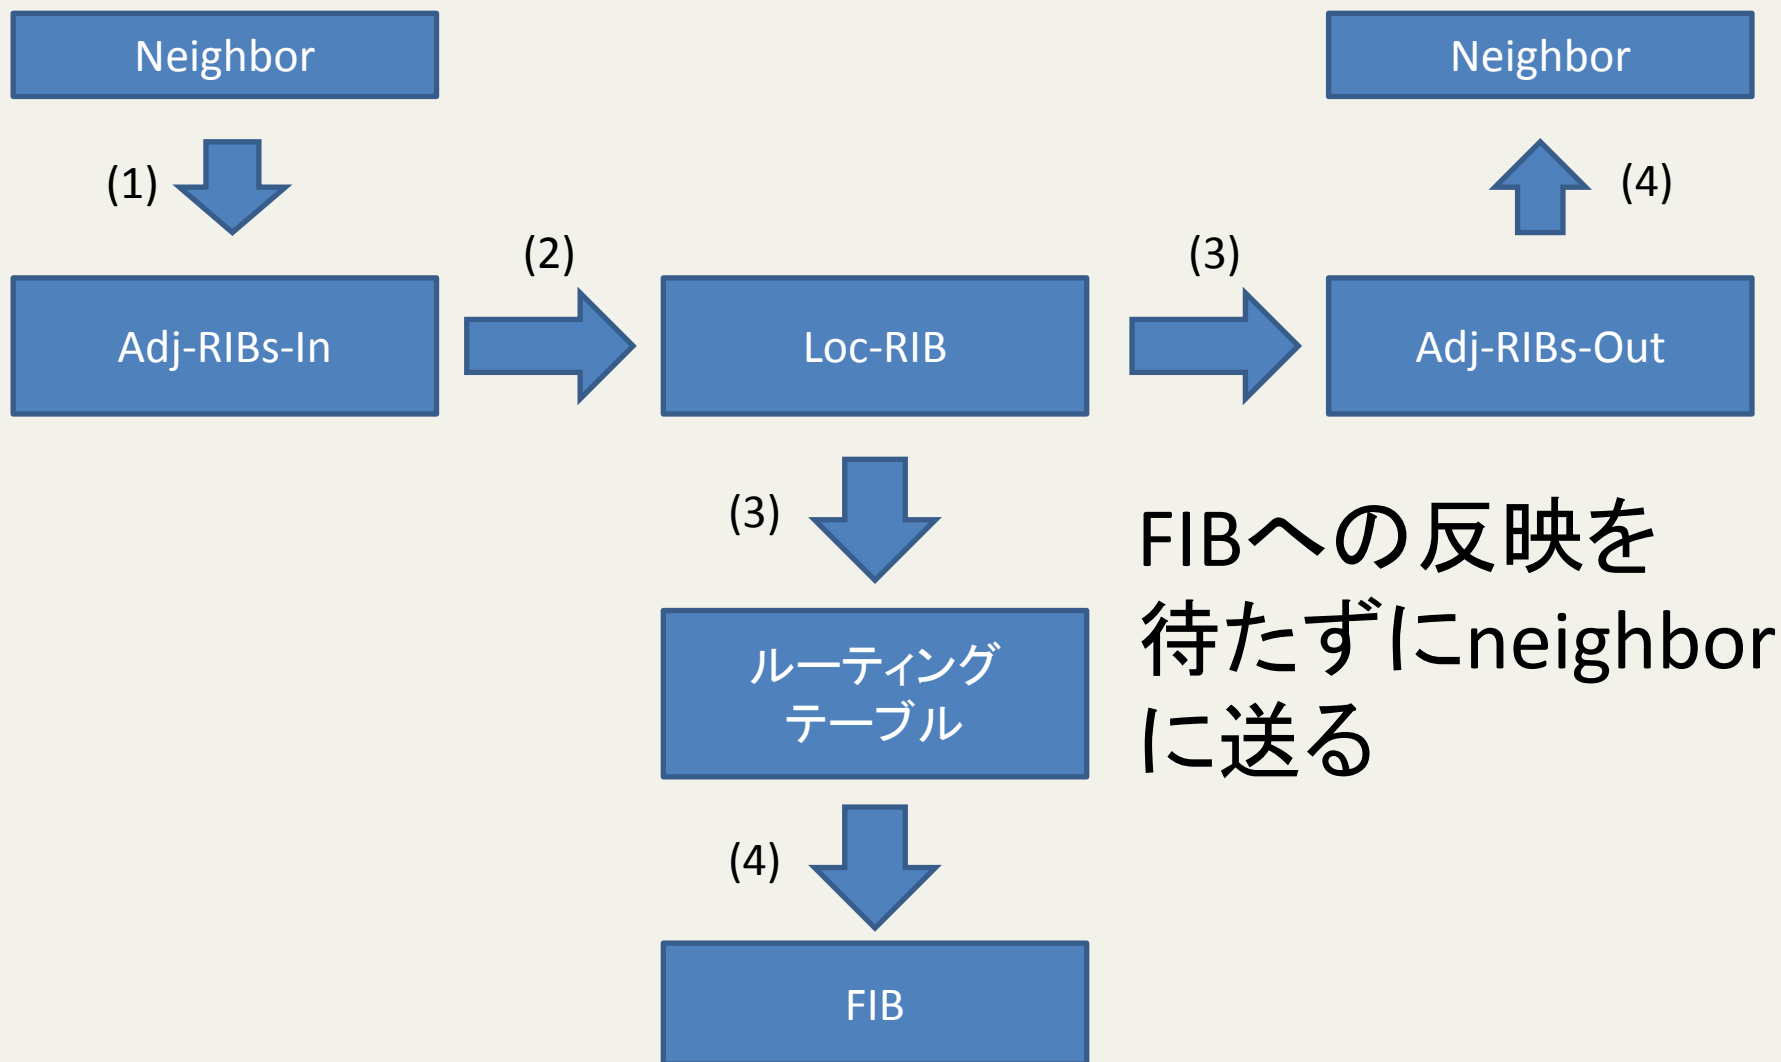 Neighbor
Neighbor
(1)
(4)
(2)
(3)
Adj-RIBs-In
Loc-RIB
Adj-RIBs-Out
(3)
FIBへの反映を
待たずにneighbor
に送る
ルーティング
テーブル
(4)
FIB